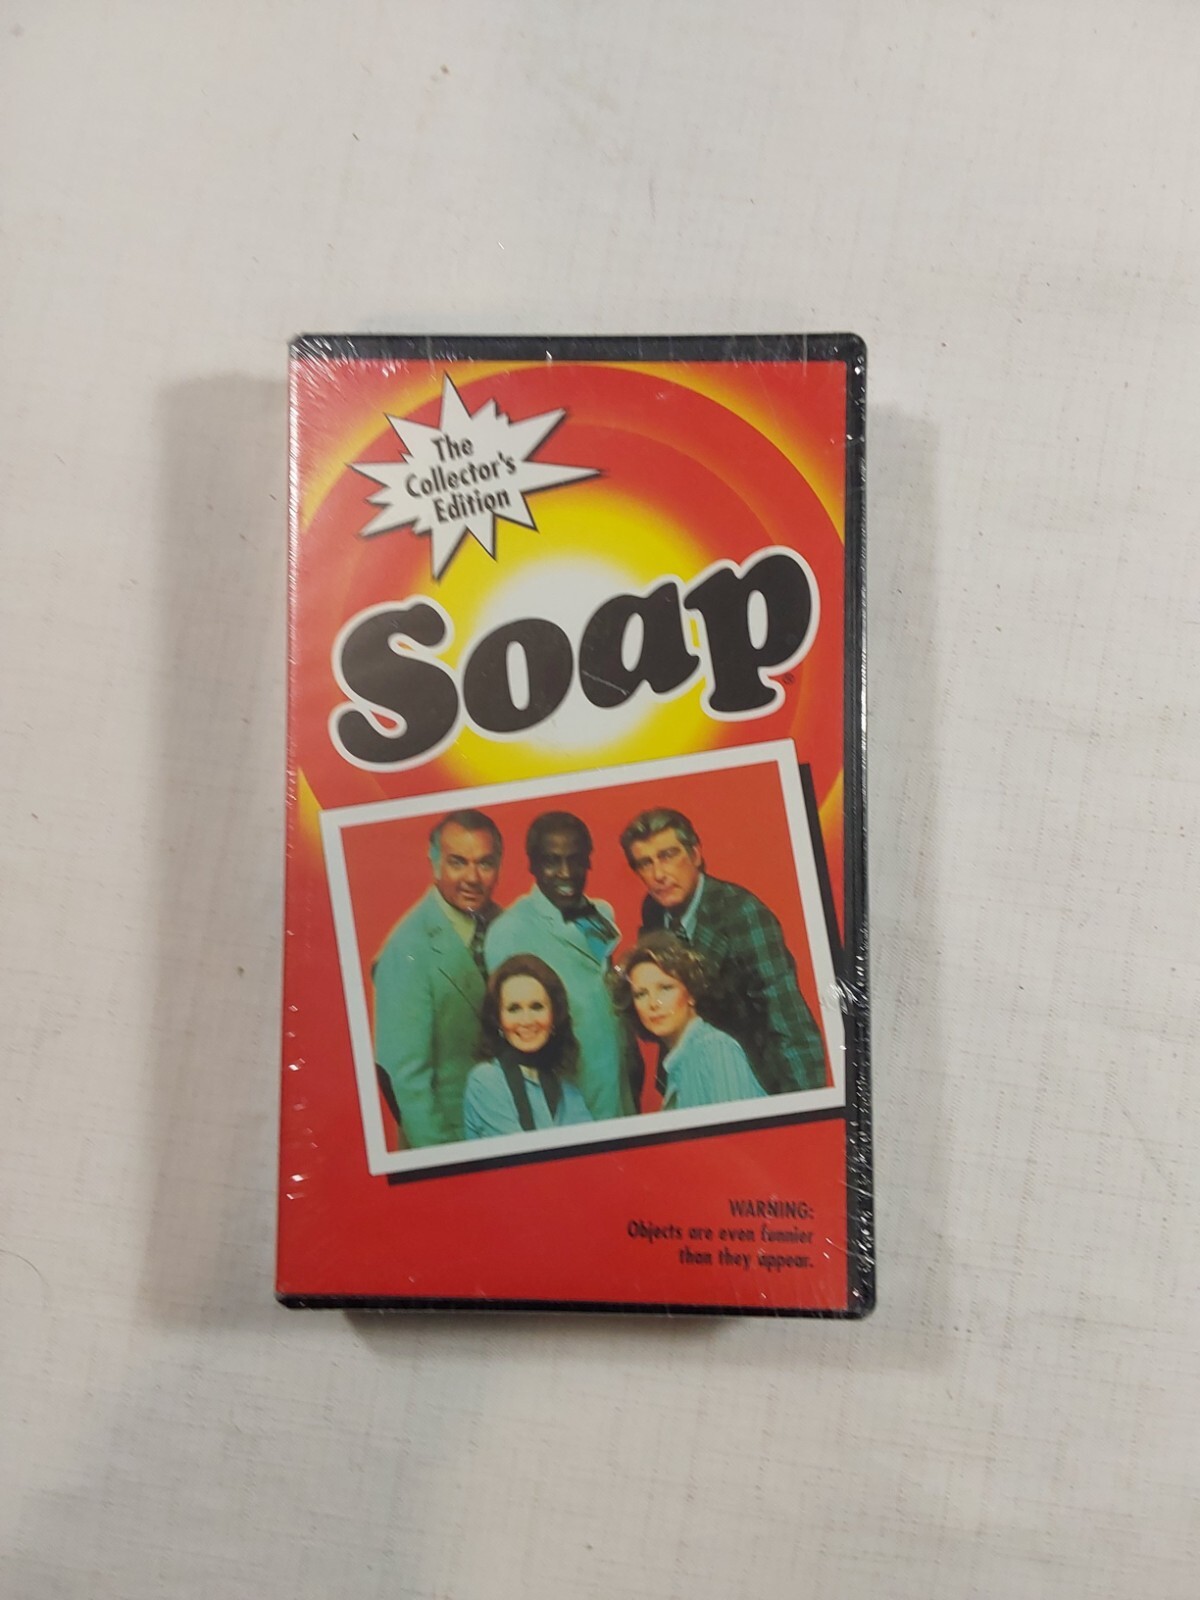 The
Collector's
Edition
Soap®
WARNING:
Objects are even funnier
than they appear.